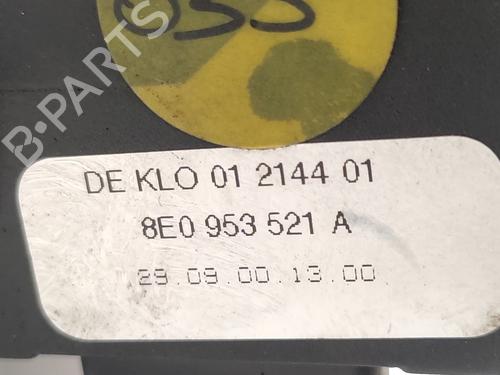 DE KLO 01 2144 01
8E0 953 521 A
29.09.00.13.00
B-PARTS